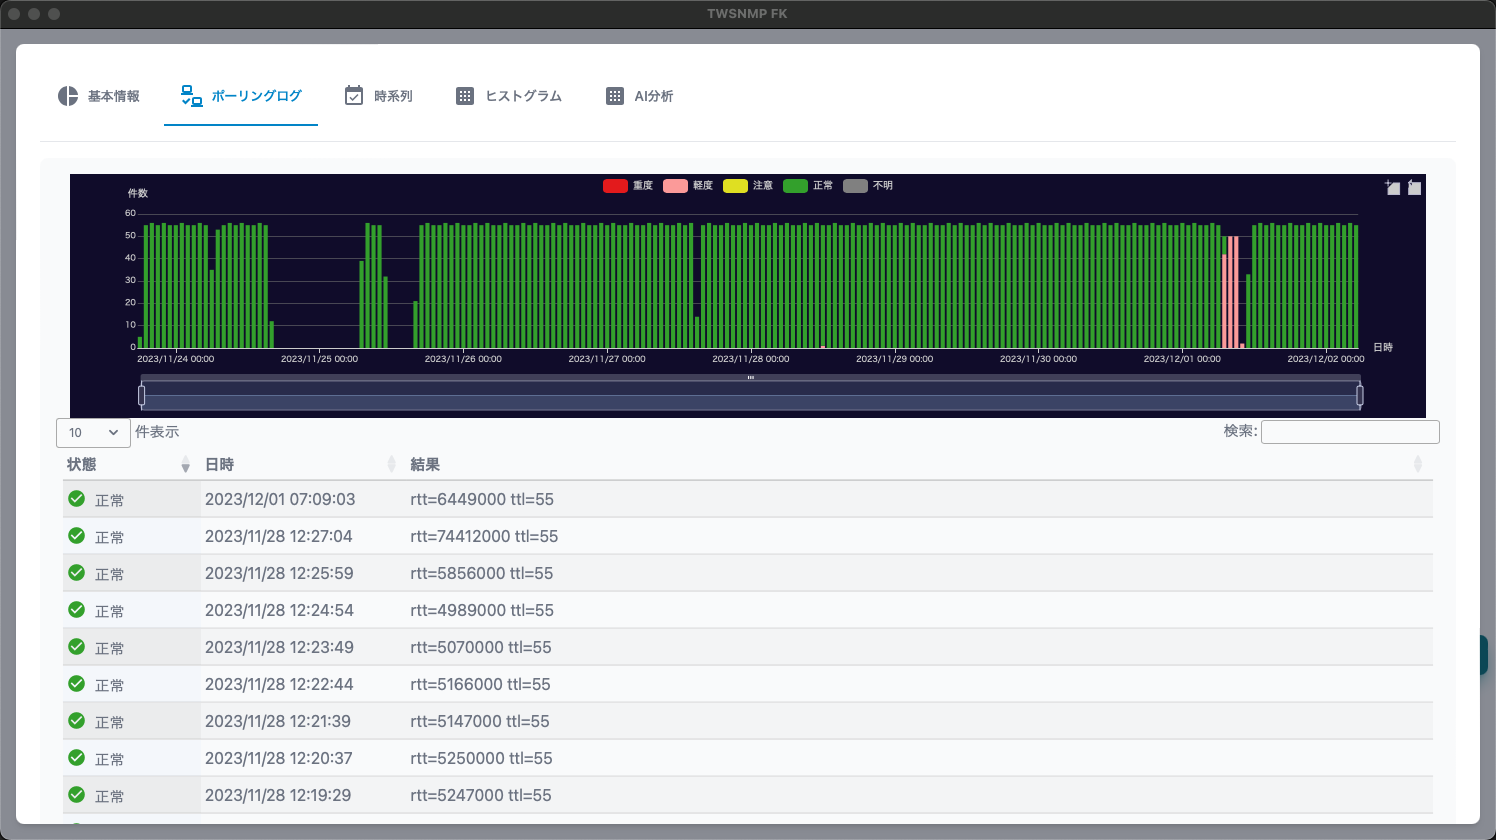 TWSNMP FK
基本情報 ポーリングログ 時系列 ヒストグラム AI分析
重度 軽度 注意 正常 不明
件数
60
50
40
30
20
10
0
2023/11/24 00:00 2023/11/25 00:00 2023/11/26 00:00 2023/11/27 00:00 2023/11/28 00:00 2023/11/29 00:00 2023/11/30 00:00 2023/12/01 00:00 2023/12/02 00:00
日時
10 件表示 検索:
状態 日時 結果
正常 2023/12/01 07:09:03 rtt=6449000 ttl=55
正常 2023/11/28 12:27:04 rtt=74412000 ttl=55
正常 2023/11/28 12:25:59 rtt=5856000 ttl=55
正常 2023/11/28 12:24:54 rtt=4989000 ttl=55
正常 2023/11/28 12:23:49 rtt=5070000 ttl=55
正常 2023/11/28 12:22:44 rtt=5166000 ttl=55
正常 2023/11/28 12:21:39 rtt=5147000 ttl=55
正常 2023/11/28 12:20:37 rtt=5250000 ttl=55
正常 2023/11/28 12:19:29 rtt=5247000 ttl=55